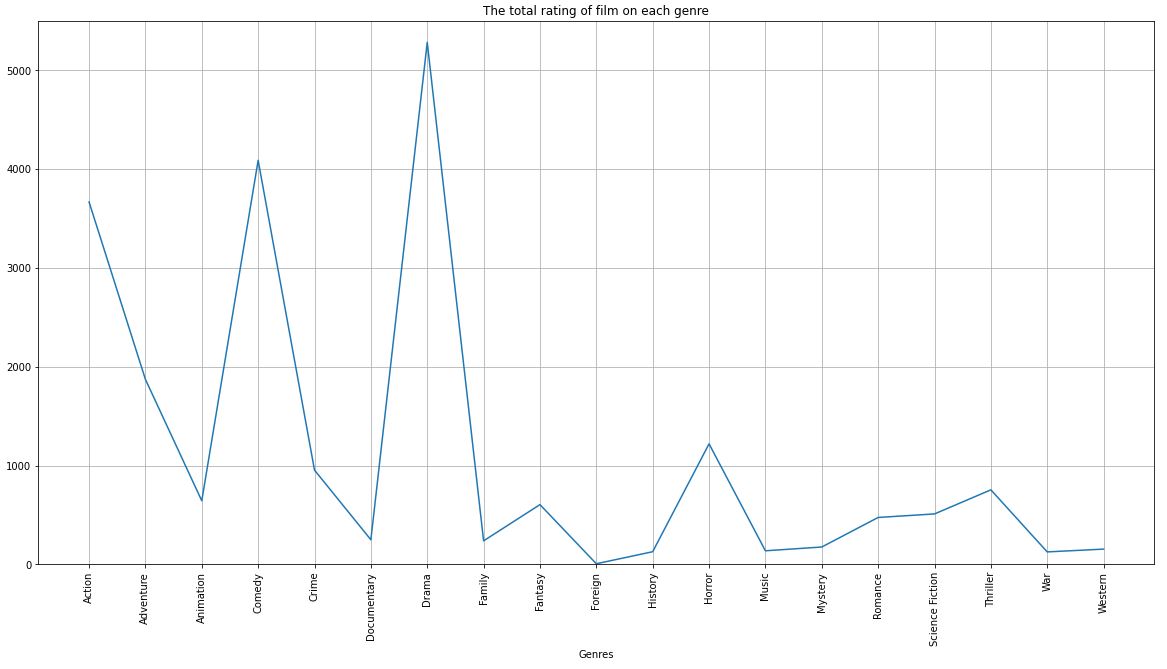 The total rating of film on each genre
5000
4000
3000
2000
1000
0
Action
Adventure
Animation
Comedy
Crime
Documentary
Drama
Family
Fantasy
Foreign
History
Horror
Music
Mystery
Romance
Science Fiction
Thriller
War
Western
Genres